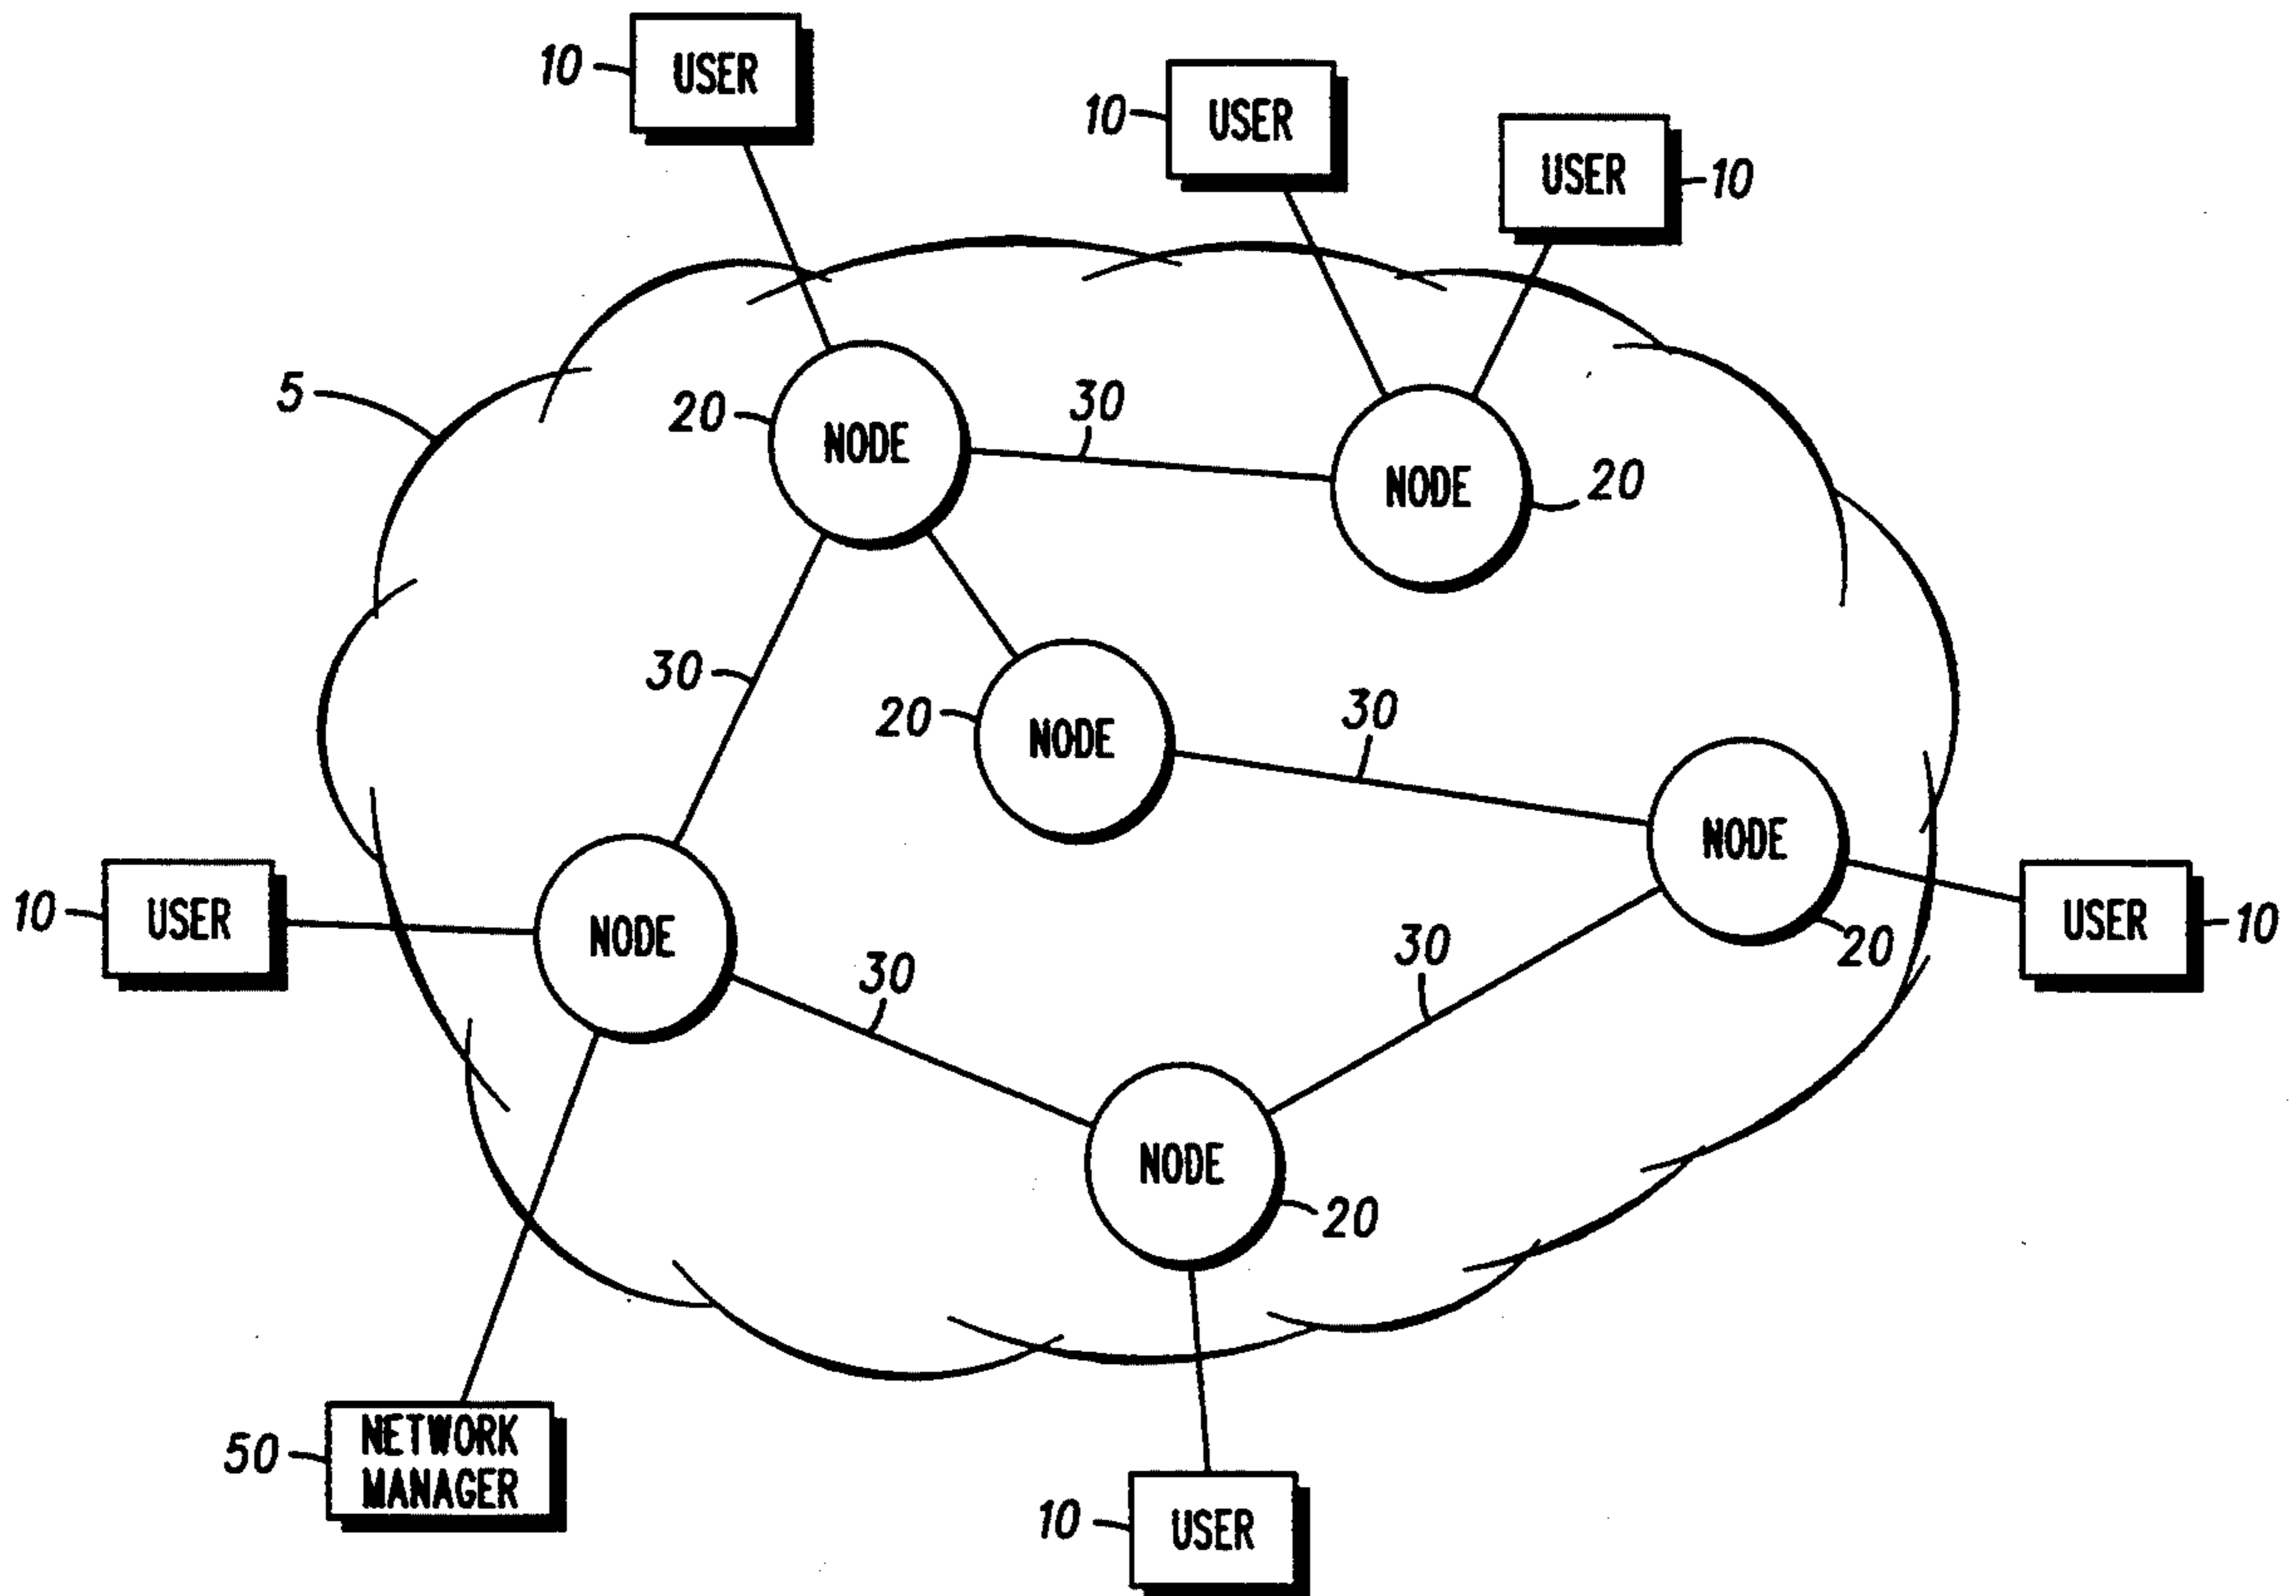 10 USER
10 USER
USER 10
5
20 NODE
30
NODE 20
30
20 NODE
30
NODE 20
10 USER
NODE
30
30
USER 10
NODE 20
50 NETWORK
MANAGER
10 USER